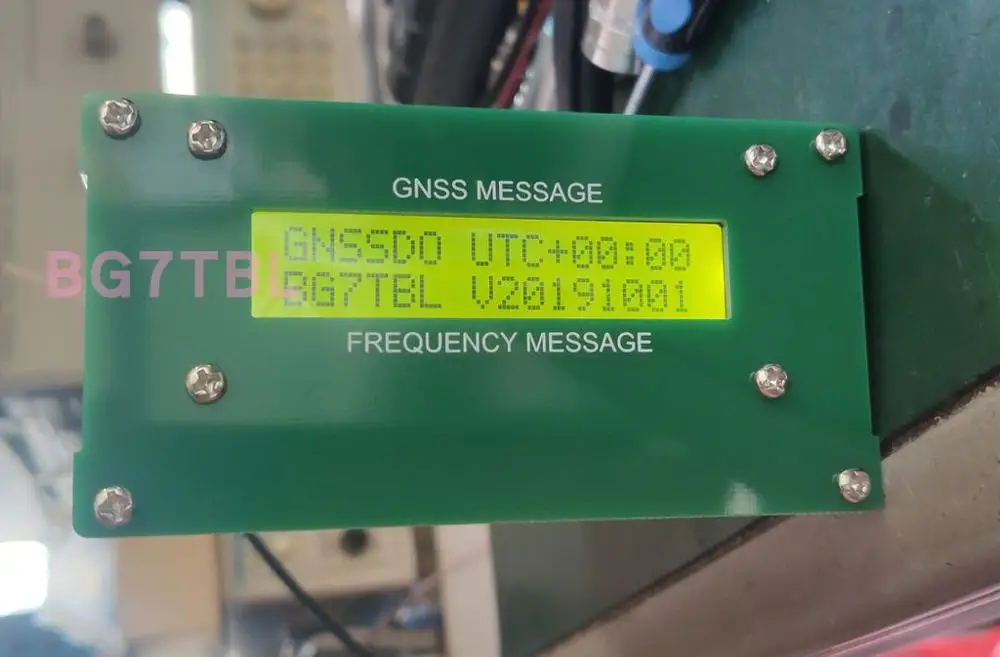 GNSS MESSAGE
GNSSDO UTC+00:00
BG7TBL V20191001
FREQUENCY MESSAGE
BG7TBL